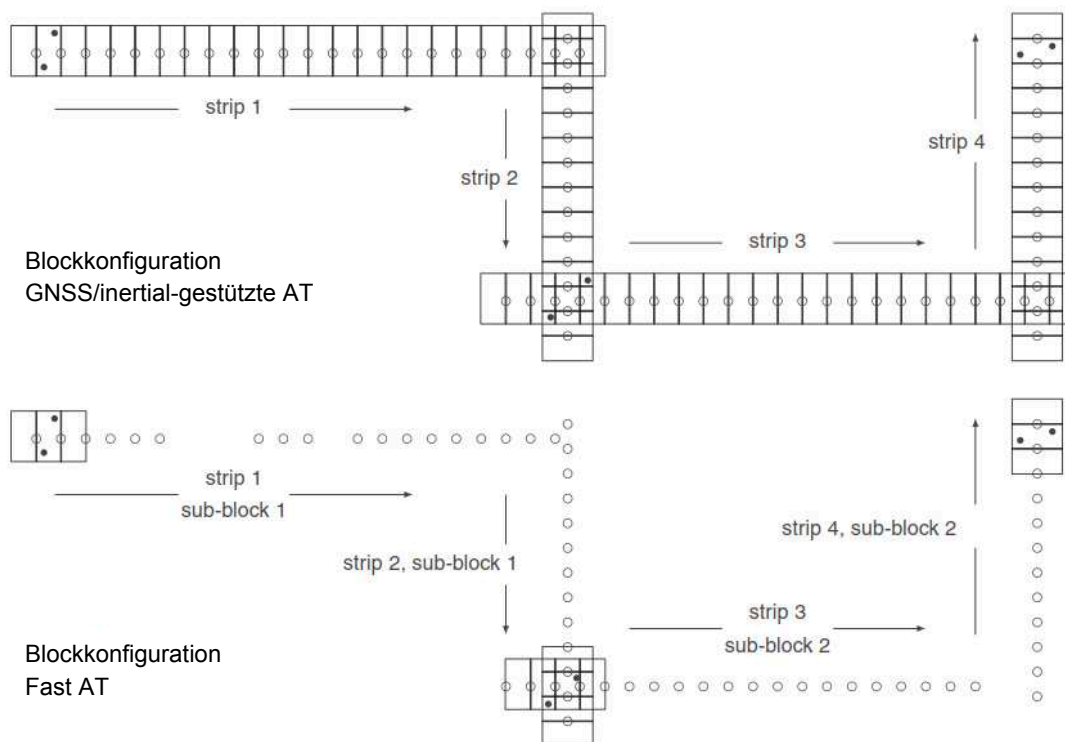 strip 1
strip 2
strip 4
strip 3
Blockkonfiguration
GNSS/inertial-gestützte AT
strip 1
sub-block 1
strip 2, sub-block 1
strip 4, sub-block 2
strip 3
sub-block 2
Blockkonfiguration
Fast AT